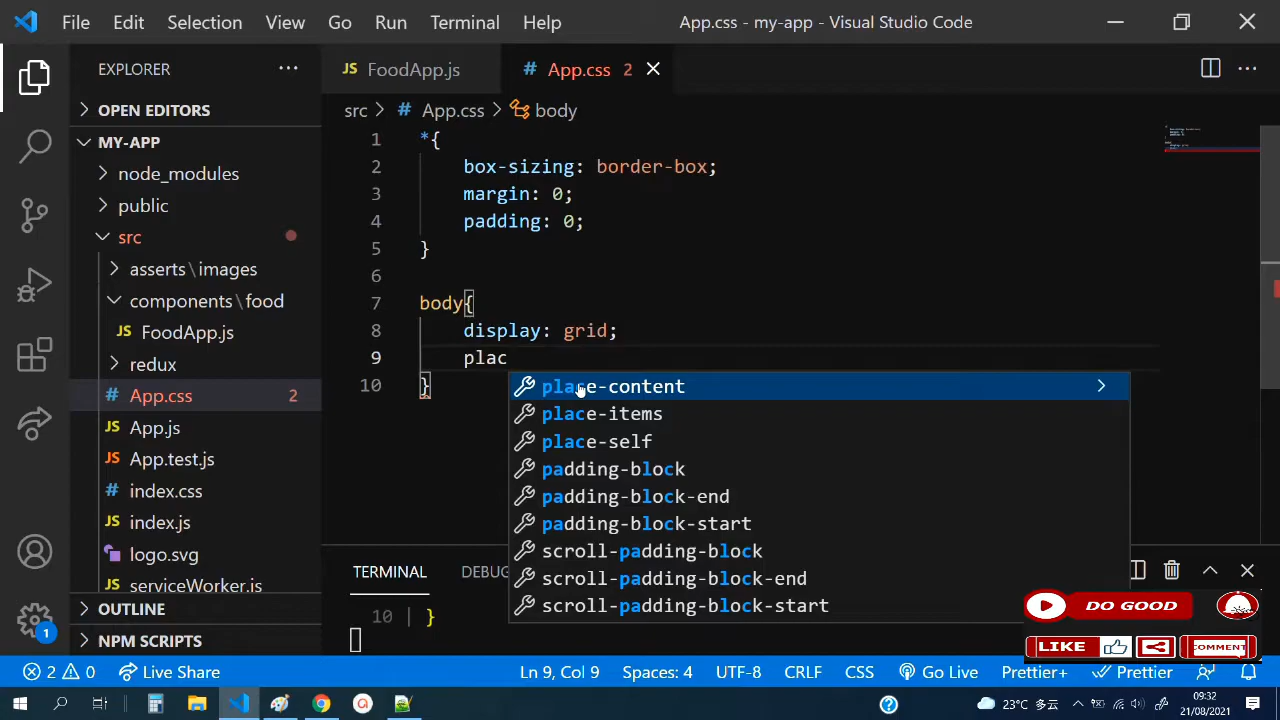 File Edit Selection View Go Run Terminal Help
App.css - my-app - Visual Studio Code
EXPLORER
JS FoodApp.js
# App.css 2
OPEN EDITORS
src > # App.css > body
MY-APP
node_modules
public
src
asserts\images
components\food
JS FoodApp.js
redux
# App.css 2
JS App.js
JS App.test.js
# index.css
JS index.js
logo.svg
JS serviceWorker.js
OUTLINE
NPM SCRIPTS
1 *{
2 box-sizing: border-box;
3 margin: 0;
4 padding: 0;
5 }
6
7 body{
8 display: grid;
9 plac
10 }
place-content
place-items
place-self
padding-block
padding-block-end
padding-block-start
scroll-padding-block
scroll-padding-block-end
scroll-padding-block-start
TERMINAL
DEBUG
10 | }
DO GOOD
LIKE
COMMENT
1
2 0
Live Share
Ln 9, Col 9
Spaces: 4
UTF-8
CRLF
CSS
Go Live
Prettier+
Prettier
23°C 多云
09:32
21/08/2021